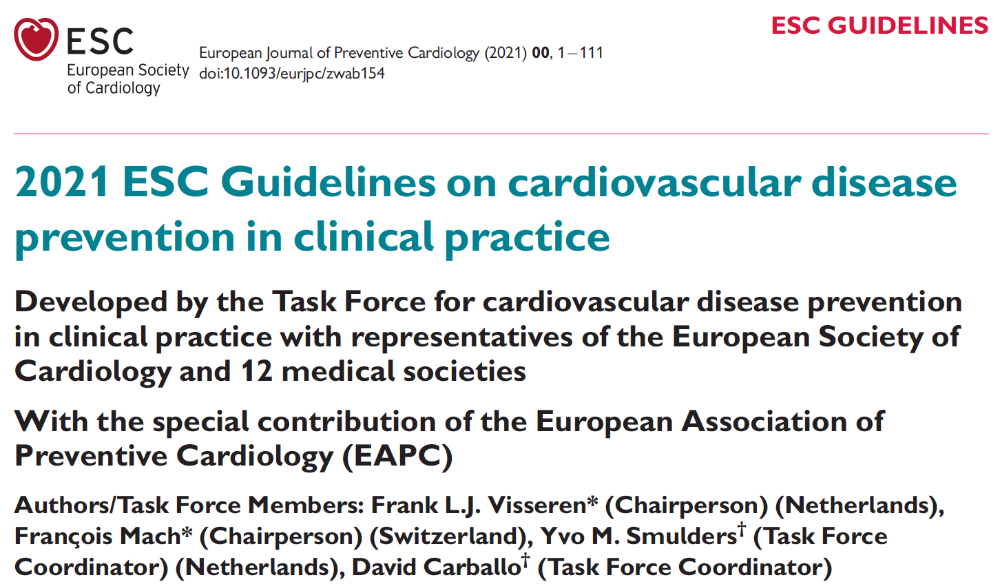 ESC
European Society
of Cardiology
European Journal of Preventive Cardiology (2021) 00, 1–111
doi:10.1093/eurjpc/zwab154
ESC GUIDELINES
2021 ESC Guidelines on cardiovascular disease
prevention in clinical practice
Developed by the Task Force for cardiovascular disease prevention
in clinical practice with representatives of the European Society of
Cardiology and 12 medical societies
With the special contribution of the European Association of
Preventive Cardiology (EAPC)
Authors/Task Force Members: Frank L.J. Visseren* (Chairperson) (Netherlands),
François Mach* (Chairperson) (Switzerland), Yvo M. Smulders† (Task Force
Coordinator) (Netherlands), David Carballo† (Task Force Coordinator)